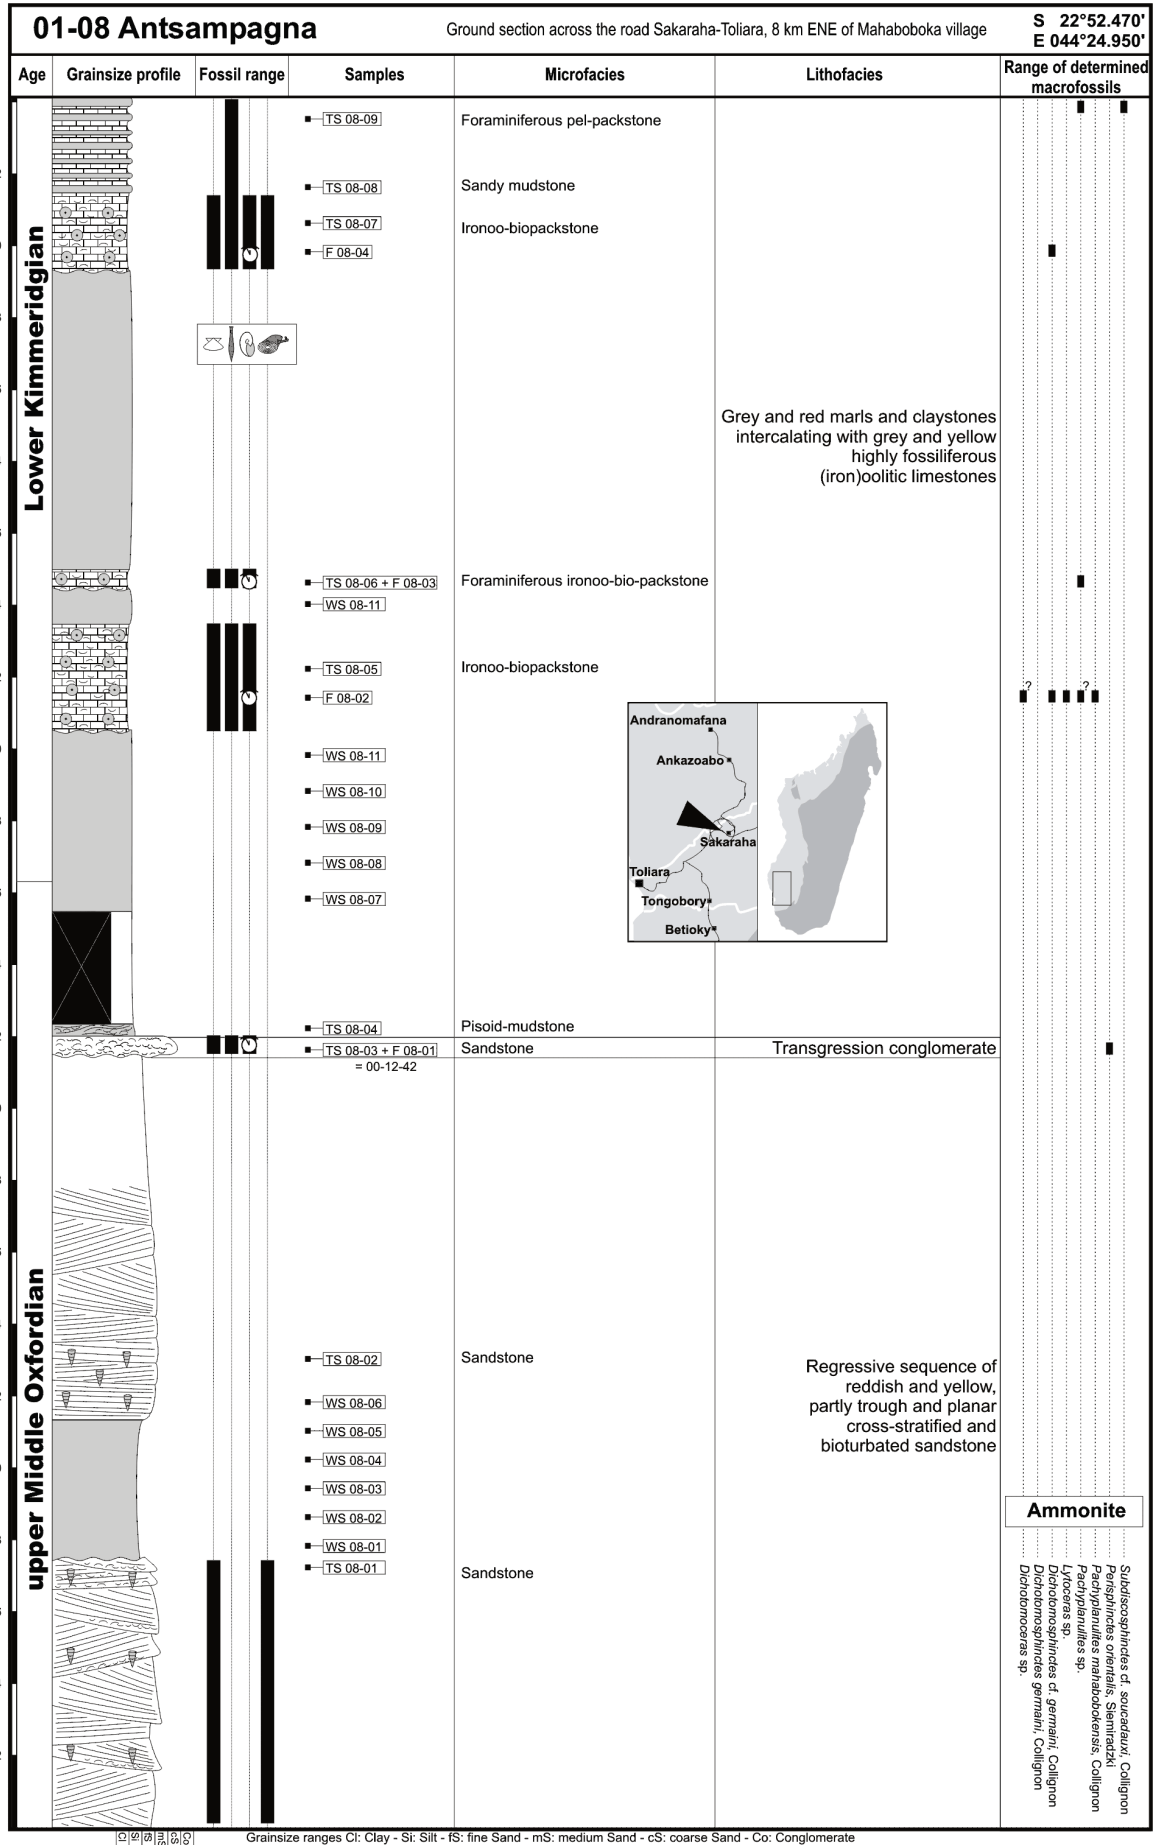 01-08 Antsampagna
Ground section across the road Sakaraha-Toliara, 8 km ENE of Mahaboboka village
S 22°52.470'
E 044°24.950'
Age
Grainsize profile
Fossil range
Samples
Microfacies
Lithofacies
Range of determined
macrofossils
Lower Kimmeridgian
TS 08-09
Foraminiferous pel-packstone
TS 08-08
Sandy mudstone
TS 08-07
Ironoo-biopackstone
F 08-04
Grey and red marls and claystones
intercalating with grey and yellow
highly fossiliferous
(iron)oolitic limestones
TS 08-06 + F 08-03
Foraminiferous ironoo-bio-packstone
WS 08-11
TS 08-05
Ironoo-biopackstone
F 08-02
?
?
WS 08-11
WS 08-10
WS 08-09
WS 08-08
WS 08-07
Andranomafana
Ankazoabo
Sakaraha
Toliara
Tongobory
Betioky
TS 08-04
Pisoid-mudstone
TS 08-03 + F 08-01
Sandstone
Transgression conglomerate
= 00-12-42
upper Middle Oxfordian
TS 08-02
Sandstone
WS 08-06
WS 08-05
WS 08-04
WS 08-03
WS 08-02
WS 08-01
TS 08-01
Sandstone
Regressive sequence of
reddish and yellow,
partly trough and planar
cross-stratified and
bioturbated sandstone
Ammonite
Dichotomoceras sp.
Dichotomosphinctes germaini, Collignon
Dichotomosphinctes cf. germaini, Collignon
Lytoceras sp.
Pachyplanulites sp.
Pachyplanulites mahabobokensis, Collignon
Perisphinctes orientalis, Siemiradzki
Subdiscosphinctes cf. soucadauxi, Collignon
Cl
Si
fS
mS
cS
Co
Grainsize ranges Cl: Clay - Si: Silt - fS: fine Sand - mS: medium Sand - cS: coarse Sand - Co: Conglomerate